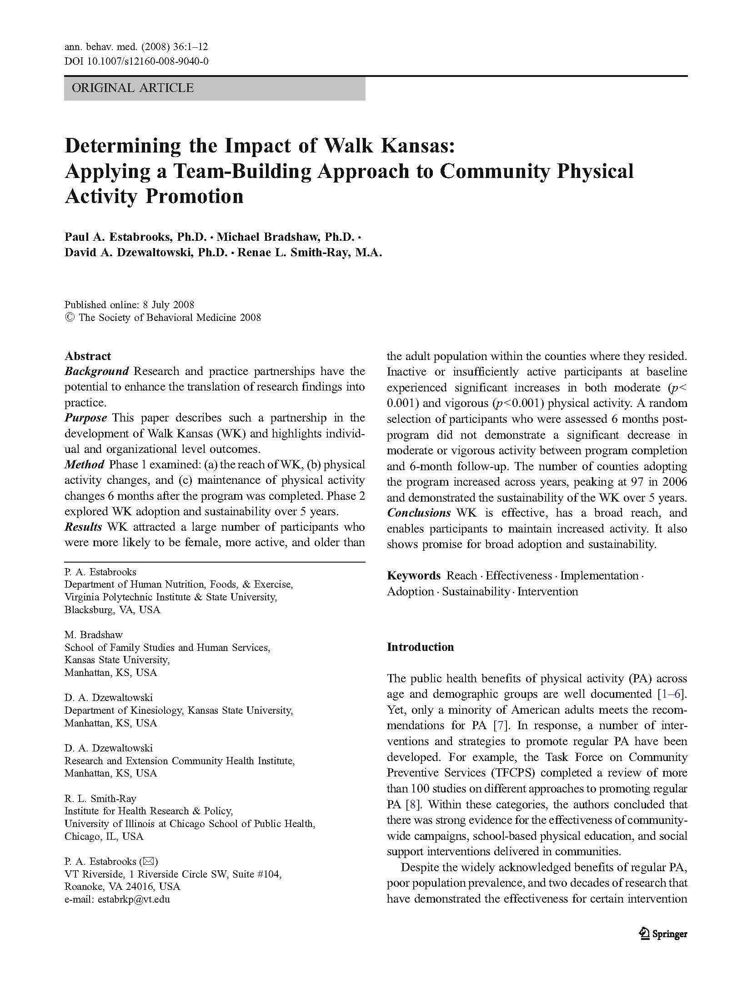 ann. behav. med. (2008) 36:1–12
DOI 10.1007/s12160-008-9040-0
ORIGINAL ARTICLE
Determining the Impact of Walk Kansas:
Applying a Team-Building Approach to Community Physical
Activity Promotion
Paul A. Estabrooks, Ph.D. · Michael Bradshaw, Ph.D. ·
David A. Dzewaltowski, Ph.D. · Renae L. Smith-Ray, M.A.
Published online: 8 July 2008
© The Society of Behavioral Medicine 2008
Abstract
Background Research and practice partnerships have the
potential to enhance the translation of research findings into
practice.
Purpose This paper describes such a partnership in the
development of Walk Kansas (WK) and highlights individ-
ual and organizational level outcomes.
Method Phase 1 examined: (a) the reach of WK, (b) physical
activity changes, and (c) maintenance of physical activity
changes 6 months after the program was completed. Phase 2
explored WK adoption and sustainability over 5 years.
Results WK attracted a large number of participants who
were more likely to be female, more active, and older than
the adult population within the counties where they resided.
Inactive or insufficiently active participants at baseline
experienced significant increases in both moderate (p<
0.001) and vigorous (p<0.001) physical activity. A random
selection of participants who were assessed 6 months post-
program did not demonstrate a significant decrease in
moderate or vigorous activity between program completion
and 6-month follow-up. The number of counties adopting
the program increased across years, peaking at 97 in 2006
and demonstrated the sustainability of the WK over 5 years.
Conclusions WK is effective, has a broad reach, and
enables participants to maintain increased activity. It also
shows promise for broad adoption and sustainability.
Keywords Reach · Effectiveness · Implementation ·
Adoption · Sustainability · Intervention
P. A. Estabrooks
Department of Human Nutrition, Foods, & Exercise,
Virginia Polytechnic Institute & State University,
Blacksburg, VA, USA
M. Bradshaw
School of Family Studies and Human Services,
Kansas State University,
Manhattan, KS, USA
D. A. Dzewaltowski
Department of Kinesiology, Kansas State University,
Manhattan, KS, USA
D. A. Dzewaltowski
Research and Extension Community Health Institute,
Manhattan, KS, USA
R. L. Smith-Ray
Institute for Health Research & Policy,
University of Illinois at Chicago School of Public Health,
Chicago, IL, USA
P. A. Estabrooks (✉)
VT Riverside, 1 Riverside Circle SW, Suite #104,
Roanoke, VA 24016, USA
e-mail: estabrkp@vt.edu
Introduction
The public health benefits of physical activity (PA) across
age and demographic groups are well documented [1–6].
Yet, only a minority of American adults meets the recom-
mendations for PA [7]. In response, a number of inter-
ventions and strategies to promote regular PA have been
developed. For example, the Task Force on Community
Preventive Services (TFCPS) completed a review of more
than 100 studies on different approaches to promoting regular
PA [8]. Within these categories, the authors concluded that
there was strong evidence for the effectiveness of community-
wide campaigns, school-based physical education, and social
support interventions delivered in communities.
Despite the widely acknowledged benefits of regular PA,
poor population prevalence, and two decades of research that
have demonstrated the effectiveness for certain intervention
Springer